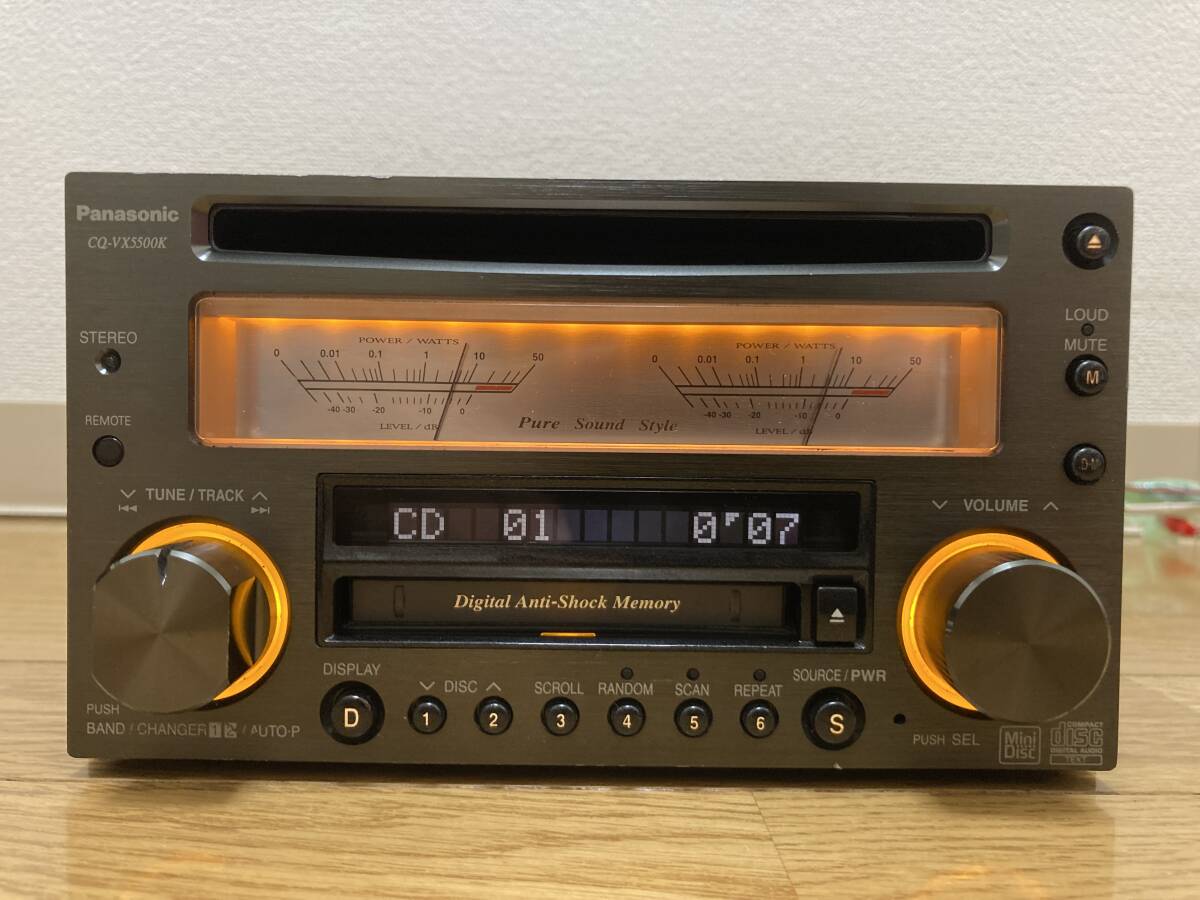 Panasonic
CQ-VX5500K
STEREO
REMOTE
LOUD
MUTE
M
D·M
POWER / WATTS
0 0.01 0.1 1 10 50
-40 -30 -20 -10 0
LEVEL / dB
Pure Sound Style
POWER / WATTS
0 0.01 0.1 1 10 50
-40 -30 -20 -10 0
LEVEL / dB
TUNE / TRACK
VOLUME
CD 01 0'07
Digital Anti-Shock Memory
DISPLAY
DISC
SCROLL
RANDOM
SCAN
REPEAT
SOURCE/PWR
D
1
2
3
4
5
6
S
PUSH
BAND / CHANGER 1 2 / AUTO·P
PUSH SEL
Mini Disc
COMPACT disc DIGITAL AUDIO
TEXT